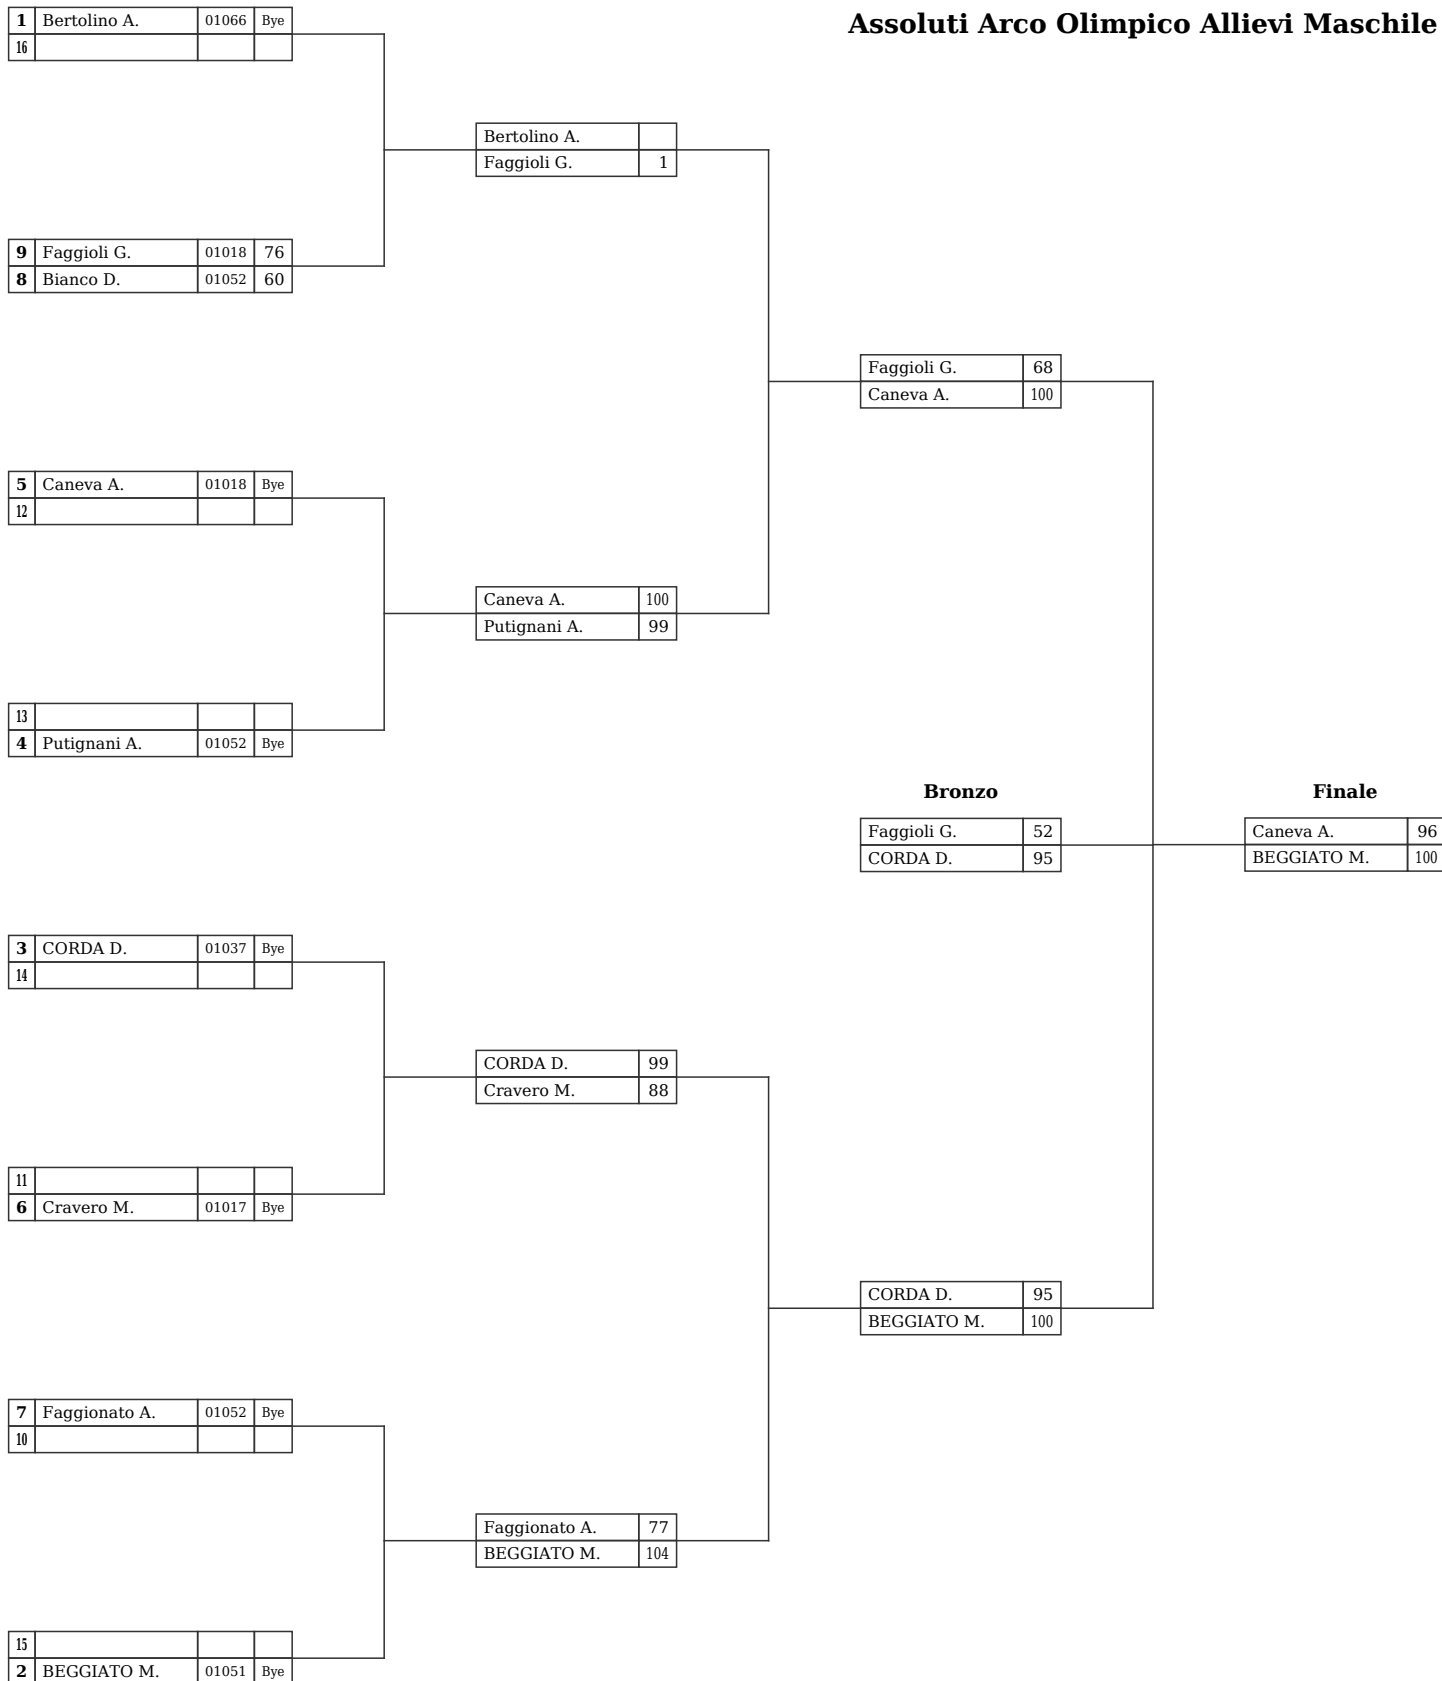 Assoluti Arco Olimpico Allievi Maschile
1 Bertolino A. 01066 Bye
16
Bertolino A.
Faggioli G. 1
9 Faggioli G. 01018 76
8 Bianco D. 01052 60
Faggioli G. 68
Caneva A. 100
5 Caneva A. 01018 Bye
12
Caneva A. 100
Putignani A. 99
13
4 Putignani A. 01052 Bye
Bronzo Finale
Faggioli G. 52 Caneva A. 96
CORDA D. 95 BEGGIATO M. 100
3 CORDA D. 01037 Bye
14
CORDA D. 99
Cravero M. 88
11
6 Cravero M. 01017 Bye
CORDA D. 95
BEGGIATO M. 100
7 Faggionato A. 01052 Bye
10
Faggionato A. 77
BEGGIATO M. 104
15
2 BEGGIATO M. 01051 Bye